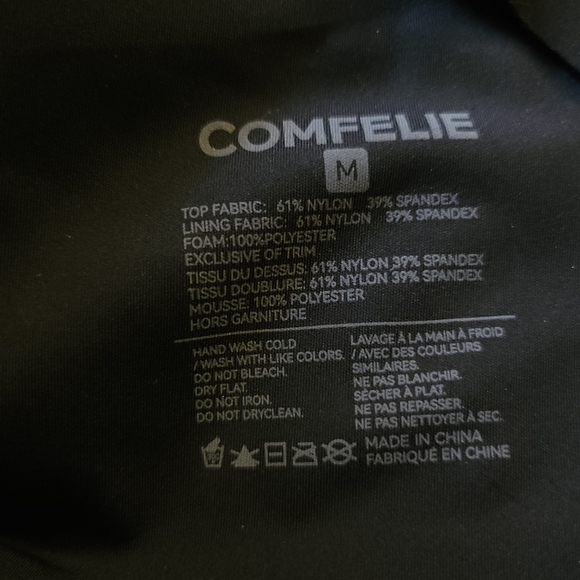 COMFELIE
M
TOP FABRIC: 61% NYLON 39% SPANDEX
LINING FABRIC: 61% NYLON 39% SPANDEX
FOAM:100%POLYESTER
EXCLUSIVE OF TRIM
TISSU DU DESSUS: 61% NYLON 39% SPANDEX
TISSU DOUBLURE: 61% NYLON 39% SPANDEX
MOUSSE: 100% POLYESTER
HORS GARNITURE
HAND WASH COLD
/ WASH WITH LIKE COLORS.
DO NOT BLEACH.
DRY FLAT.
DO NOT IRON.
DO NOT DRYCLEAN.
LAVAGE À LA MAIN À FROID
/ AVEC DES COULEURS
SIMILAIRES.
NE PAS BLANCHIR.
SÉCHER À PLAT.
NE PAS REPASSER.
NE PAS NETTOYER À SEC.
MADE IN CHINA
FABRIQUÉ EN CHINE